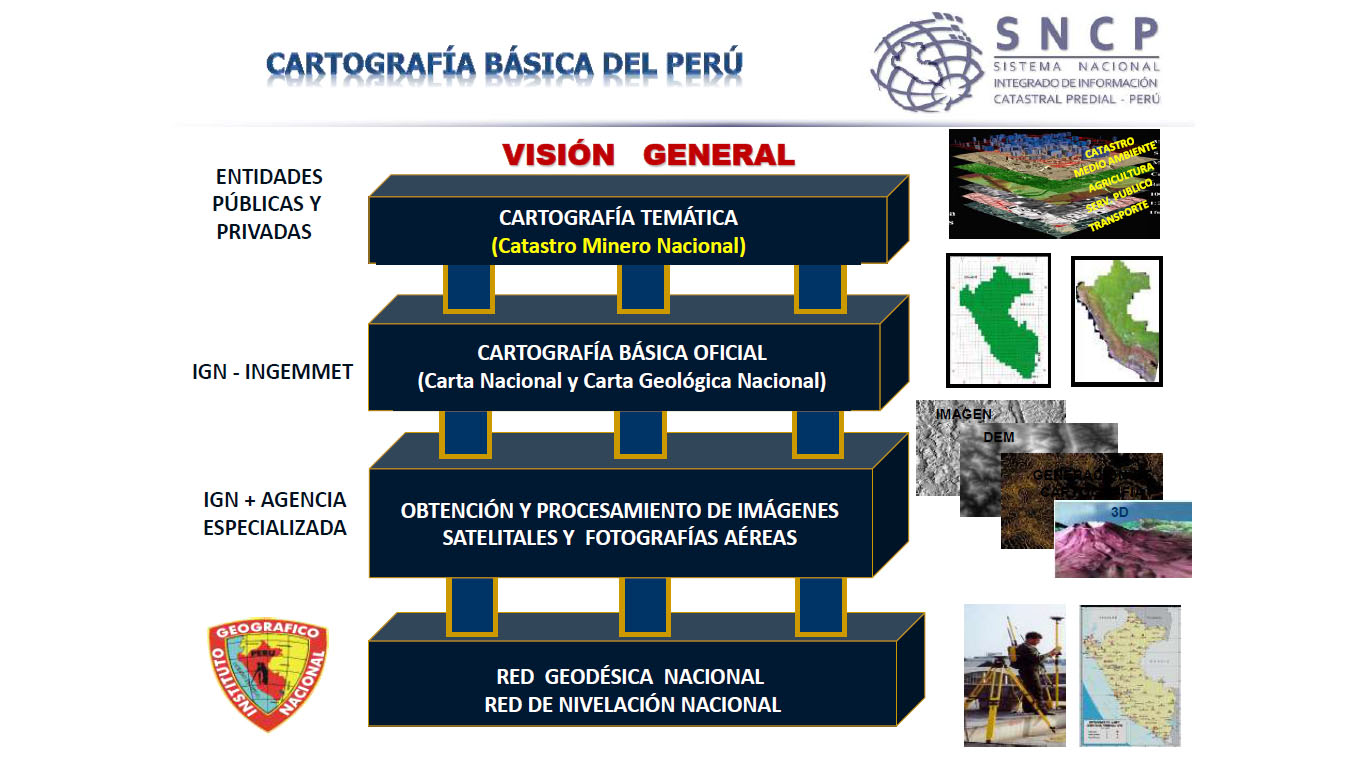 CARTOGRAFÍA BÁSICA DEL PERÚ
SNCP
SISTEMA NACIONAL
INTEGRADO DE INFORMACIÓN
CATASTRAL PREDIAL - PERÚ
VISIÓN GENERAL
ENTIDADES
PÚBLICAS Y
PRIVADAS
CARTOGRAFÍA TEMÁTICA
(Catastro Minero Nacional)
CATASTRO
MEDIO AMBIENTE
AGRICULTURA
SERV. PUBLICO
TRANSPORTE
IGN - INGEMMET
CARTOGRAFÍA BÁSICA OFICIAL
(Carta Nacional y Carta Geológica Nacional)
IGN + AGENCIA
ESPECIALIZADA
OBTENCIÓN Y PROCESAMIENTO DE IMÁGENES
SATELITALES Y FOTOGRAFÍAS AÉREAS
IMAGEN
DEM
3D
INSTITUTO
GEOGRAFICO
NACIONAL
PERU
RED GEODÉSICA NACIONAL
RED DE NIVELACIÓN NACIONAL